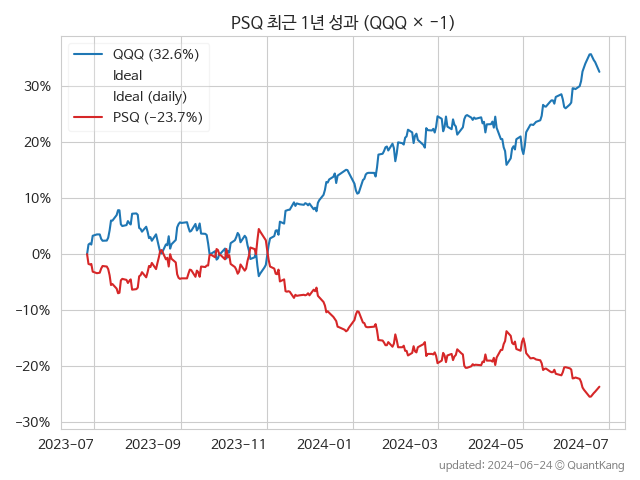 PSQ 최근 1년 성과 (QQQ × −1)
QQQ (32.6%)
Ideal
Ideal (daily)
PSQ (−23.7%)
30%
20%
10%
0%
−10%
−20%
−30%
2023-07 2023-09 2023-11 2024-01 2024-03 2024-05 2024-07
updated: 2024-06-24 © QuantKang